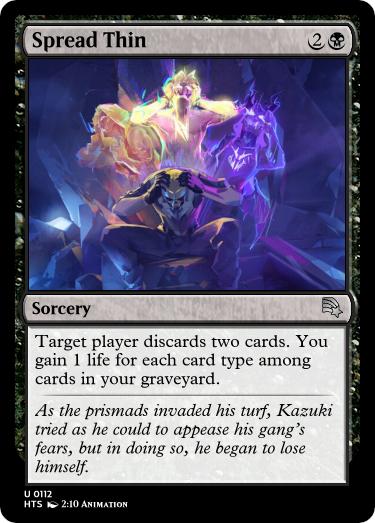 Spread Thin 2
Sorcery
Target player discards two cards. You
gain 1 life for each card type among
cards in your graveyard.
As the prismads invaded his turf, Kazuki
tried as he could to appease his gang's
fears, but in doing so, he began to lose
himself.
U 0112
HTS 2:10 Animation